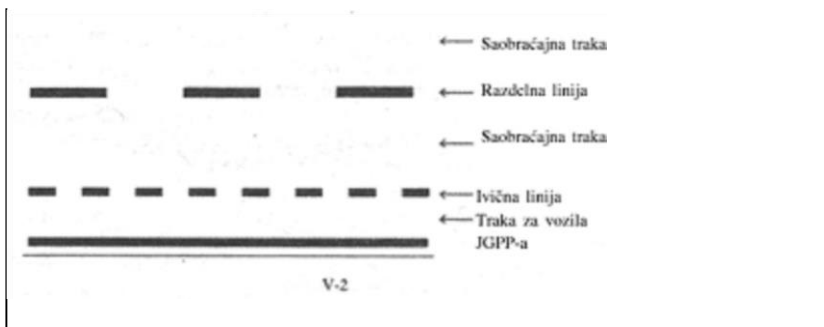 Saobraćajna traka
Razdelna linija
Saobraćajna traka
Ivična linija
Traka za vozila
JGPP-a
V-2